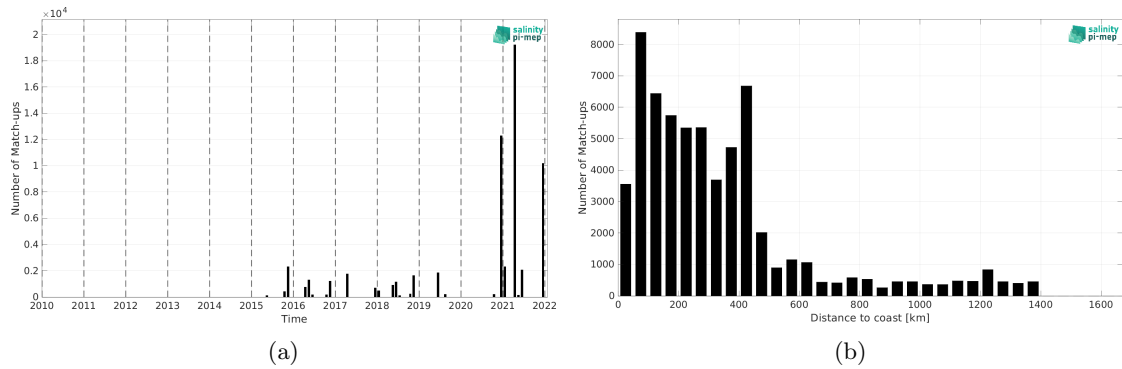 ×10⁴
salinity
pi-mep
2
1.8
1.6
1.4
1.2
1
0.8
0.6
0.4
0.2
0
Number of Match-ups
2010 2011 2012 2013 2014 2015 2016 2017 2018 2019 2020 2021 2022
Time
(a)
salinity
pi-mep
8000
7000
6000
5000
4000
3000
2000
1000
0
Number of Match-ups
0 200 400 600 800 1000 1200 1400 1600
Distance to coast [km]
(b)